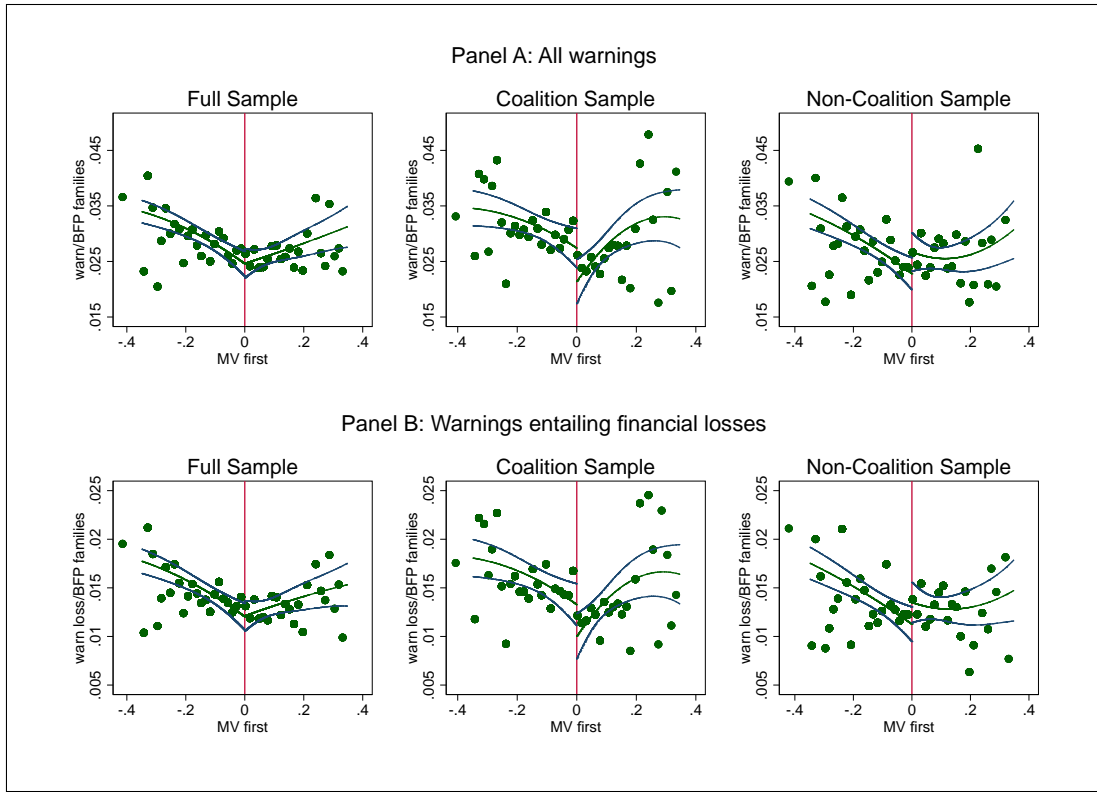 Panel A: All warnings
Full Sample
Coalition Sample
Non-Coalition Sample
warn/BFP families
.045
.035
.025
.015
-.4 -.2 0 .2 .4
MV first
warn/BFP families
.045
.035
.025
.015
-.4 -.2 0 .2 .4
MV first
warn/BFP families
.045
.035
.025
.015
-.4 -.2 0 .2 .4
MV first
Panel B: Warnings entailing financial losses
Full Sample
Coalition Sample
Non-Coalition Sample
warn loss/BFP families
.025
.02
.015
.01
.005
-.4 -.2 0 .2 .4
MV first
warn loss/BFP families
.025
.02
.015
.01
.005
-.4 -.2 0 .2 .4
MV first
warn loss/BFP families
.025
.02
.015
.01
.005
-.4 -.2 0 .2 .4
MV first